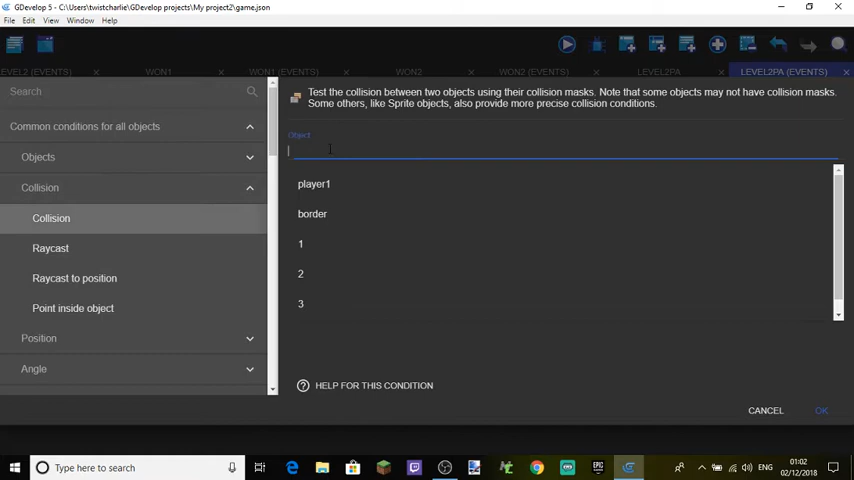 GDevelop 5 - C:\Users\twistcharlie\GDevelop projects\My project2\game.json
File Edit View Window Help
LEVEL2 (EVENTS) WON1 WON1 (EVENTS) WON2 WON2 (EVENTS) LEVEL2PA LEVEL2PA (EVENTS)
Search
Common conditions for all objects
Objects
Collision
Collision
Raycast
Raycast to position
Point inside object
Position
Angle
Test the collision between two objects using their collision masks. Note that some objects may not have collision masks.
Some others, like Sprite objects, also provide more precise collision conditions.
Object
player1
border
1
2
3
HELP FOR THIS CONDITION
CANCEL OK
Type here to search
EPIC
ENG
01:02
02/12/2018